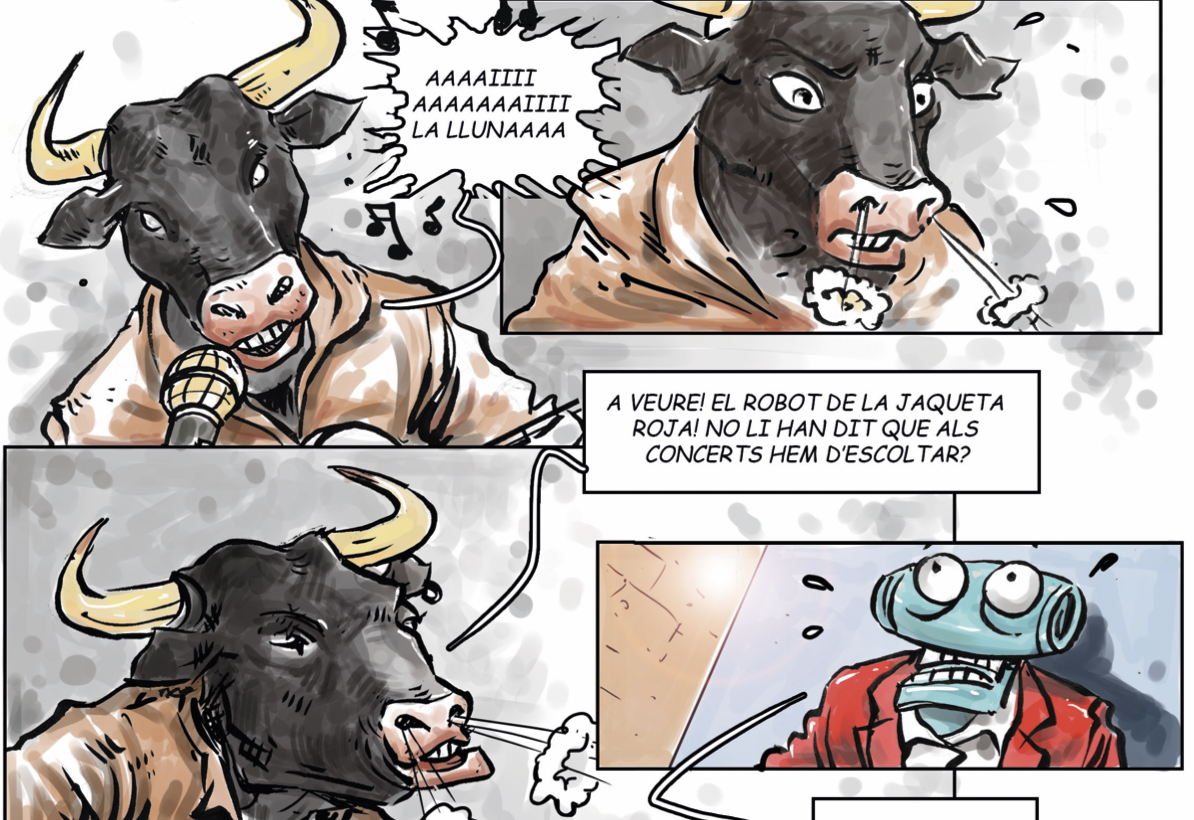 AAAAIIII
AAAAAAAIIII
LA LLUNAAAA
A VEURE! EL ROBOT DE LA JAQUETA
ROJA! NO LI HAN DIT QUE ALS
CONCERTS HEM D'ESCOLTAR?